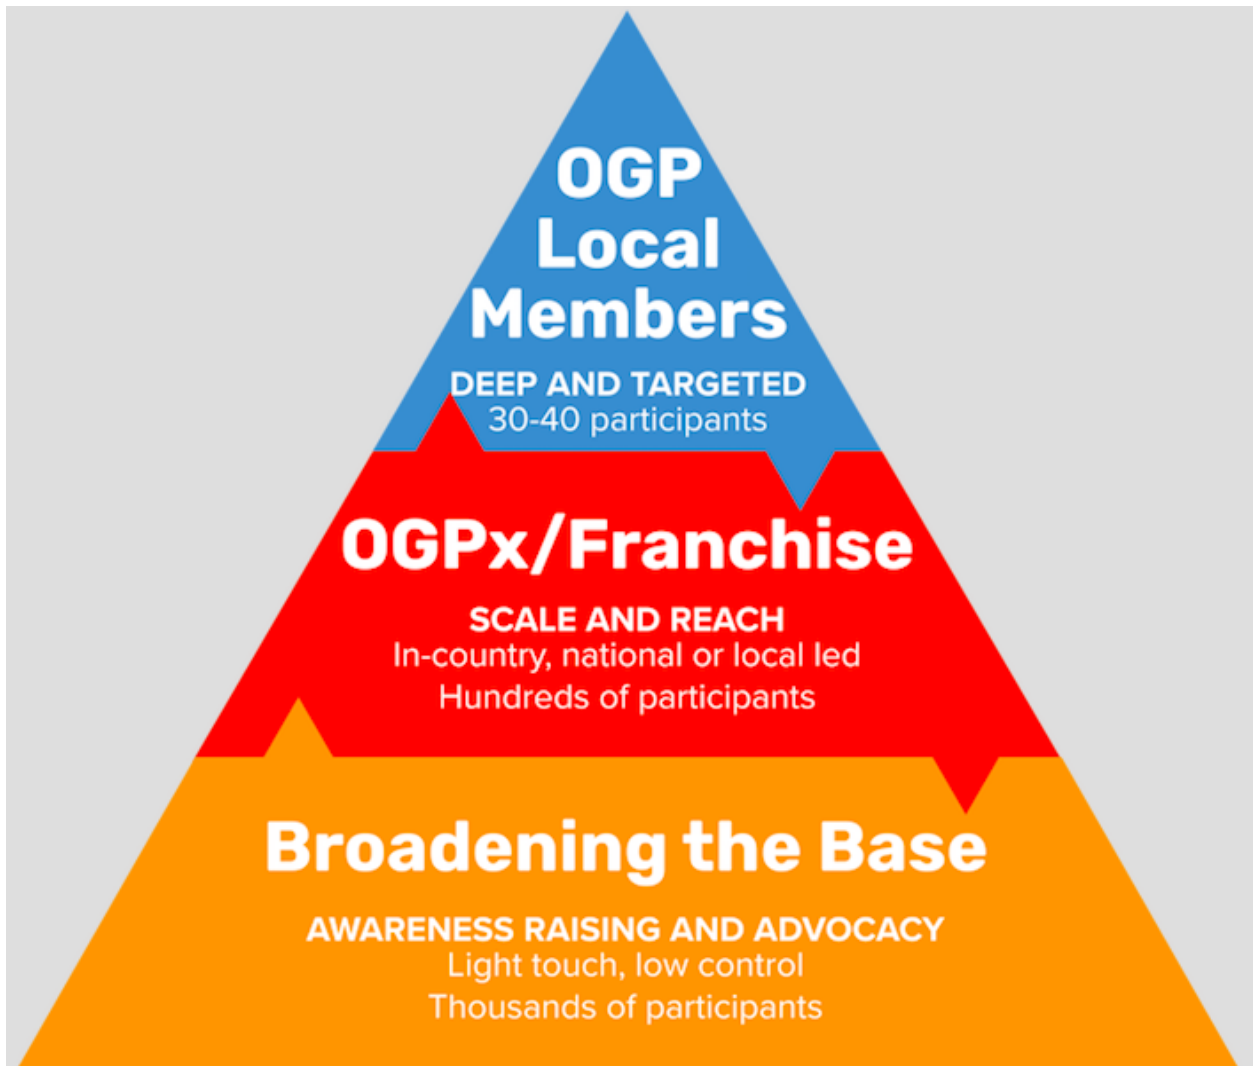 OGP
Local
Members
DEEP AND TARGETED
30-40 participants
OGPx/Franchise
SCALE AND REACH
In-country, national or local led
Hundreds of participants
Broadening the Base
AWARENESS RAISING AND ADVOCACY
Light touch, low control
Thousands of participants